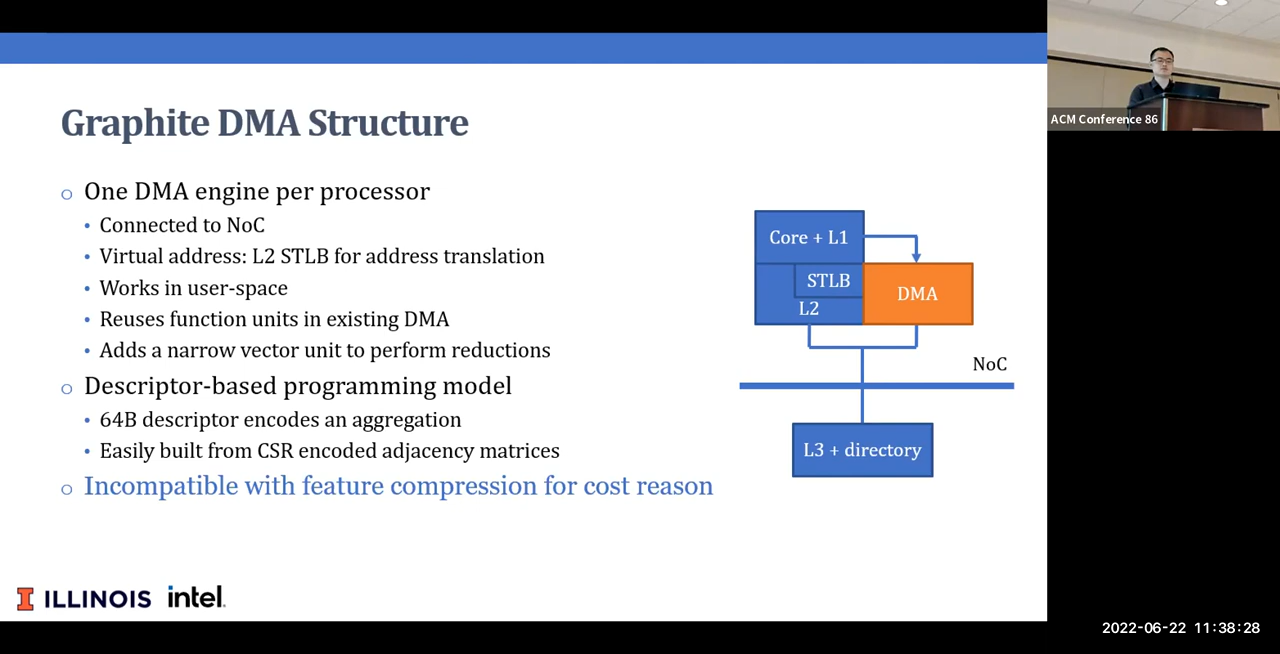 Graphite DMA Structure
One DMA engine per processor
Connected to NoC
Virtual address: L2 STLB for address translation
Works in user-space
Reuses function units in existing DMA
Adds a narrow vector unit to perform reductions
Descriptor-based programming model
64B descriptor encodes an aggregation
Easily built from CSR encoded adjacency matrices
Incompatible with feature compression for cost reason
Core + L1
STLB
L2
DMA
NoC
L3 + directory
I ILLINOIS intel.
ACM Conference 86
2022-06-22 11:38:28